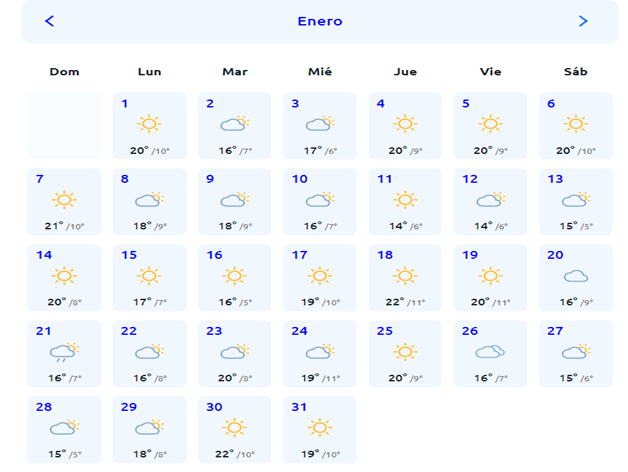 Enero
Dom Lun Mar Mié Jue Vie Sáb
1 2 3 4 5 6
20° /10° 16° /7° 17° /6° 20° /9° 20° /9° 20° /10°
7 8 9 10 11 12 13
21° /10° 18° /9° 18° /9° 16° /7° 14° /6° 14° /6° 15° /5°
14 15 16 17 18 19 20
20° /8° 17° /7° 16° /5° 19° /10° 22° /11° 20° /11° 16° /9°
21 22 23 24 25 26 27
16° /7° 16° /8° 20° /8° 19° /11° 20° /9° 16° /7° 15° /6°
28 29 30 31
15° /5° 18° /8° 22° /10° 19° /10°